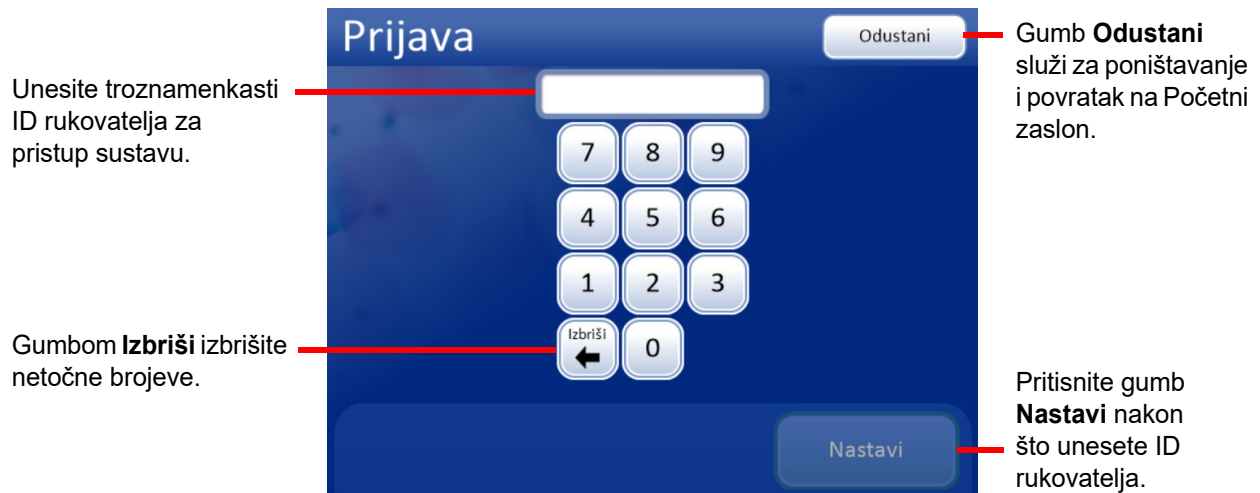 Prijava
Odustani
Gumb Odustani
služi za poništavanje
i povratak na Početni
zaslon.
Unesite troznamenkasti
ID rukovatelja za
pristup sustavu.
7 8 9
4 5 6
1 2 3
Izbriši
0
Gumbom Izbriši izbrišite
netočne brojeve.
Nastavi
Pritisnite gumb
Nastavi nakon
što unesete ID
rukovatelja.